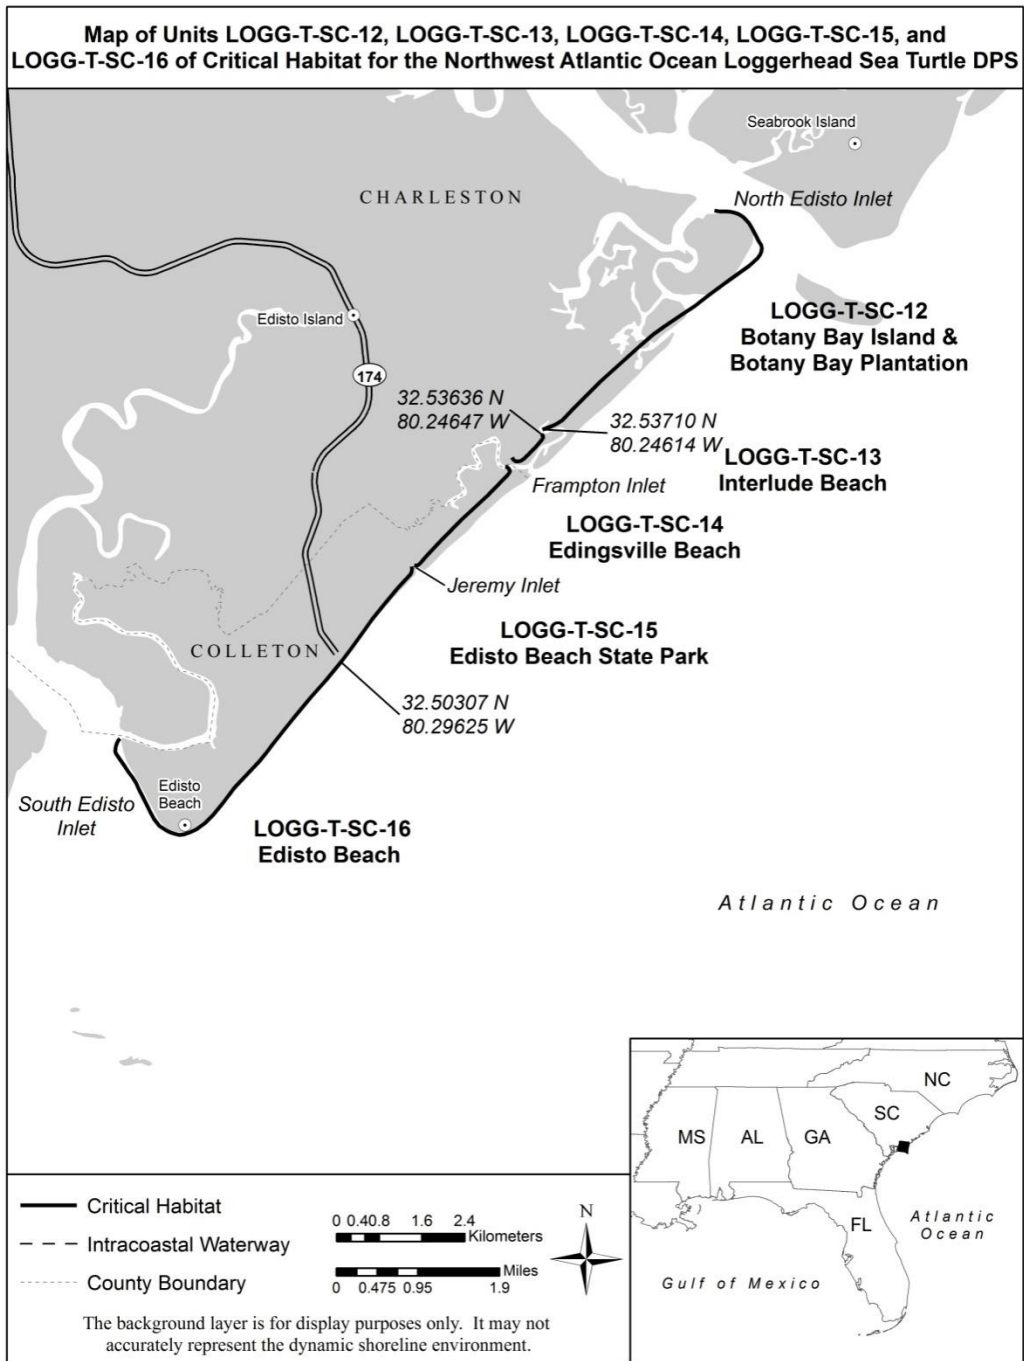 Map of Units LOGG-T-SC-12, LOGG-T-SC-13, LOGG-T-SC-14, LOGG-T-SC-15, and
LOGG-T-SC-16 of Critical Habitat for the Northwest Atlantic Ocean Loggerhead Sea Turtle DPS
Seabrook Island
CHARLESTON
North Edisto Inlet
Edisto Island
LOGG-T-SC-12
Botany Bay Island &
Botany Bay Plantation
174
32.53636 N
80.24647 W
32.53710 N
80.24614 W
LOGG-T-SC-13
Interlude Beach
Frampton Inlet
LOGG-T-SC-14
Edingsville Beach
Jeremy Inlet
LOGG-T-SC-15
Edisto Beach State Park
COLLETON
32.50307 N
80.29625 W
Edisto
Beach
South Edisto
Inlet
LOGG-T-SC-16
Edisto Beach
Atlantic Ocean
NC
SC
MS
AL
GA
FL
Atlantic
Ocean
Gulf of Mexico
Critical Habitat
Intracoastal Waterway
County Boundary
0 0.40.8 1.6 2.4
Kilometers
Miles
0 0.475 0.95 1.9
N
The background layer is for display purposes only. It may not
accurately represent the dynamic shoreline environment.